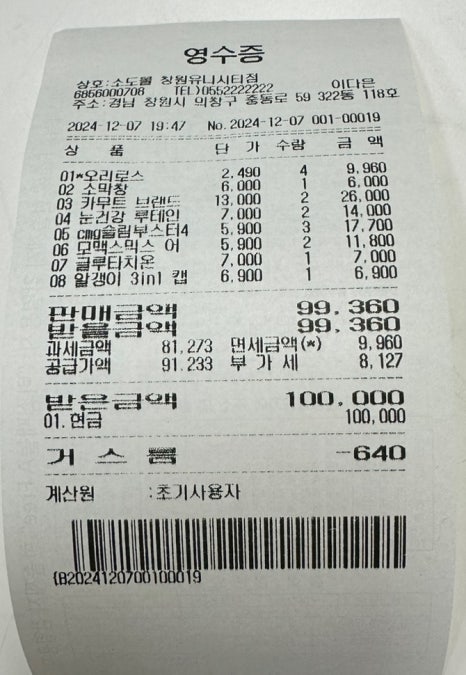 영수증
상호:소도몰 창원유니시티점
6856000708 TEL)0552222222 이다은
주소:경남 창원시 의창구 중동로 59 322동 118호
2024-12-07 19:47 No.2024-12-07 001-00019
상 품 단 가 수량 금 액
01*오리로스 2,490 4 9,960
02 소막창 6,000 1 6,000
03 카무트 브랜드 13,000 2 26,000
04 눈건강 루테인 7,000 2 14,000
05 cmg슬림부스터4 5,900 3 17,700
06 모맥스믹스 어 5,900 2 11,800
07 글루타치온 7,000 1 7,000
08 알갱이 3in1 캡 6,900 1 6,900
판매금액 99,360
받을금액 99,360
과세금액 81,273 면세금액(*) 9,960
공급가액 91,233 부 가 세 8,127
받은금액 100,000
01. 현금 100,000
거 스 름 -640
계산원 :초기사용자
{B2024120700100019